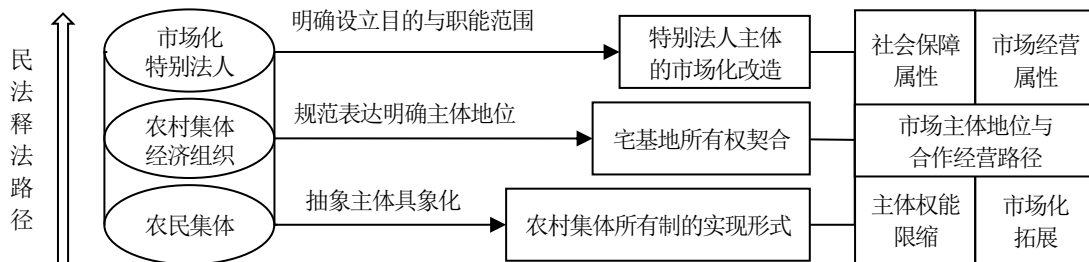 民法释法路径
市场化
特别法人
明确设立目的与职能范围
特别法人主体
的市场化改造
社会保障
属性
市场经营
属性
农村集体
经济组织
规范表达明确主体地位
宅基地所有权契合
市场主体地位与
合作经营路径
农民集体
抽象主体具象化
农村集体所有制的实现形式
主体权能
限缩
市场化
拓展